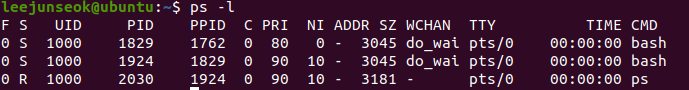 leejunseok@ubuntu:~$ ps -l
F S   UID     PID    PPID  C PRI  NI ADDR SZ WCHAN  TTY          TIME CMD
0 S  1000    1829    1762  0  80   0 -  3045 do_wai pts/0    00:00:00 bash
0 S  1000    1924    1829  0  90  10 -  3045 do_wai pts/0    00:00:00 bash
0 R  1000    2030    1924  0  90  10 -  3181 -      pts/0    00:00:00 ps